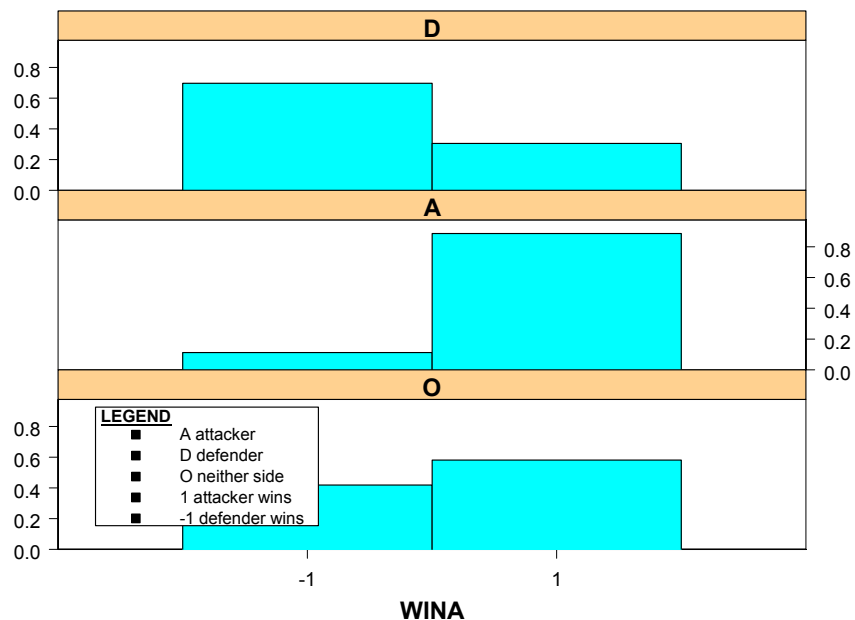 D
0.8
0.6
0.4
0.2
0.0
A
0.8
0.6
0.4
0.2
0.0
O
0.8
0.6
0.4
0.2
0.0
LEGEND
A attacker
D defender
O neither side
1 attacker wins
-1 defender wins
-1 1
WINA